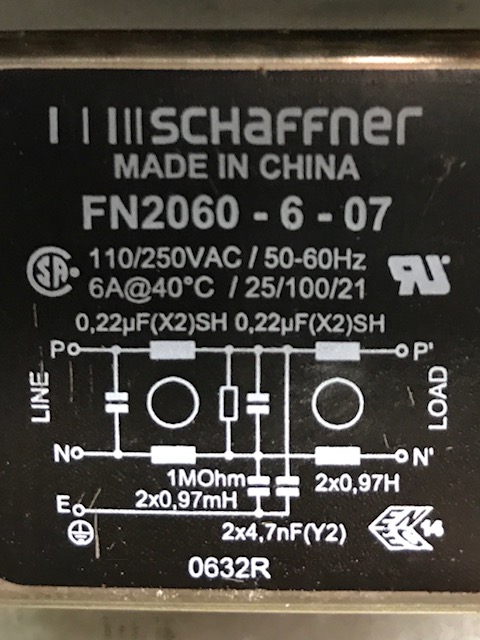 SCHAFFNER
MADE IN CHINA
FN2060 - 6 - 07
110/250VAC / 50-60Hz
6A@40°C / 25/100/21
0,22µF(X2)SH 0,22µF(X2)SH
P P'
LINE LOAD
N N'
1MOhm
2x0,97mH 2x0,97H
E
2x4,7nF(Y2)
14
0632R